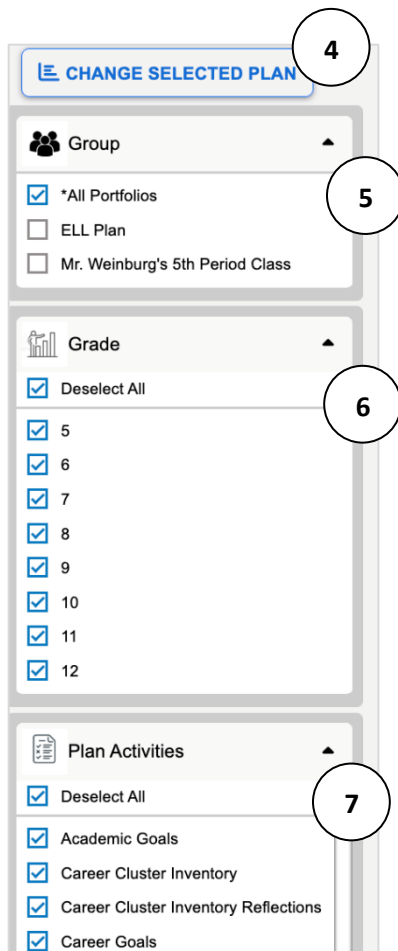 4
CHANGE SELECTED PLAN
Group
5
*All Portfolios
ELL Plan
Mr. Weinburg's 5th Period Class
Grade
6
Deselect All
5
6
7
8
9
10
11
12
Plan Activities
7
Deselect All
Academic Goals
Career Cluster Inventory
Career Cluster Inventory Reflections
Career Goals